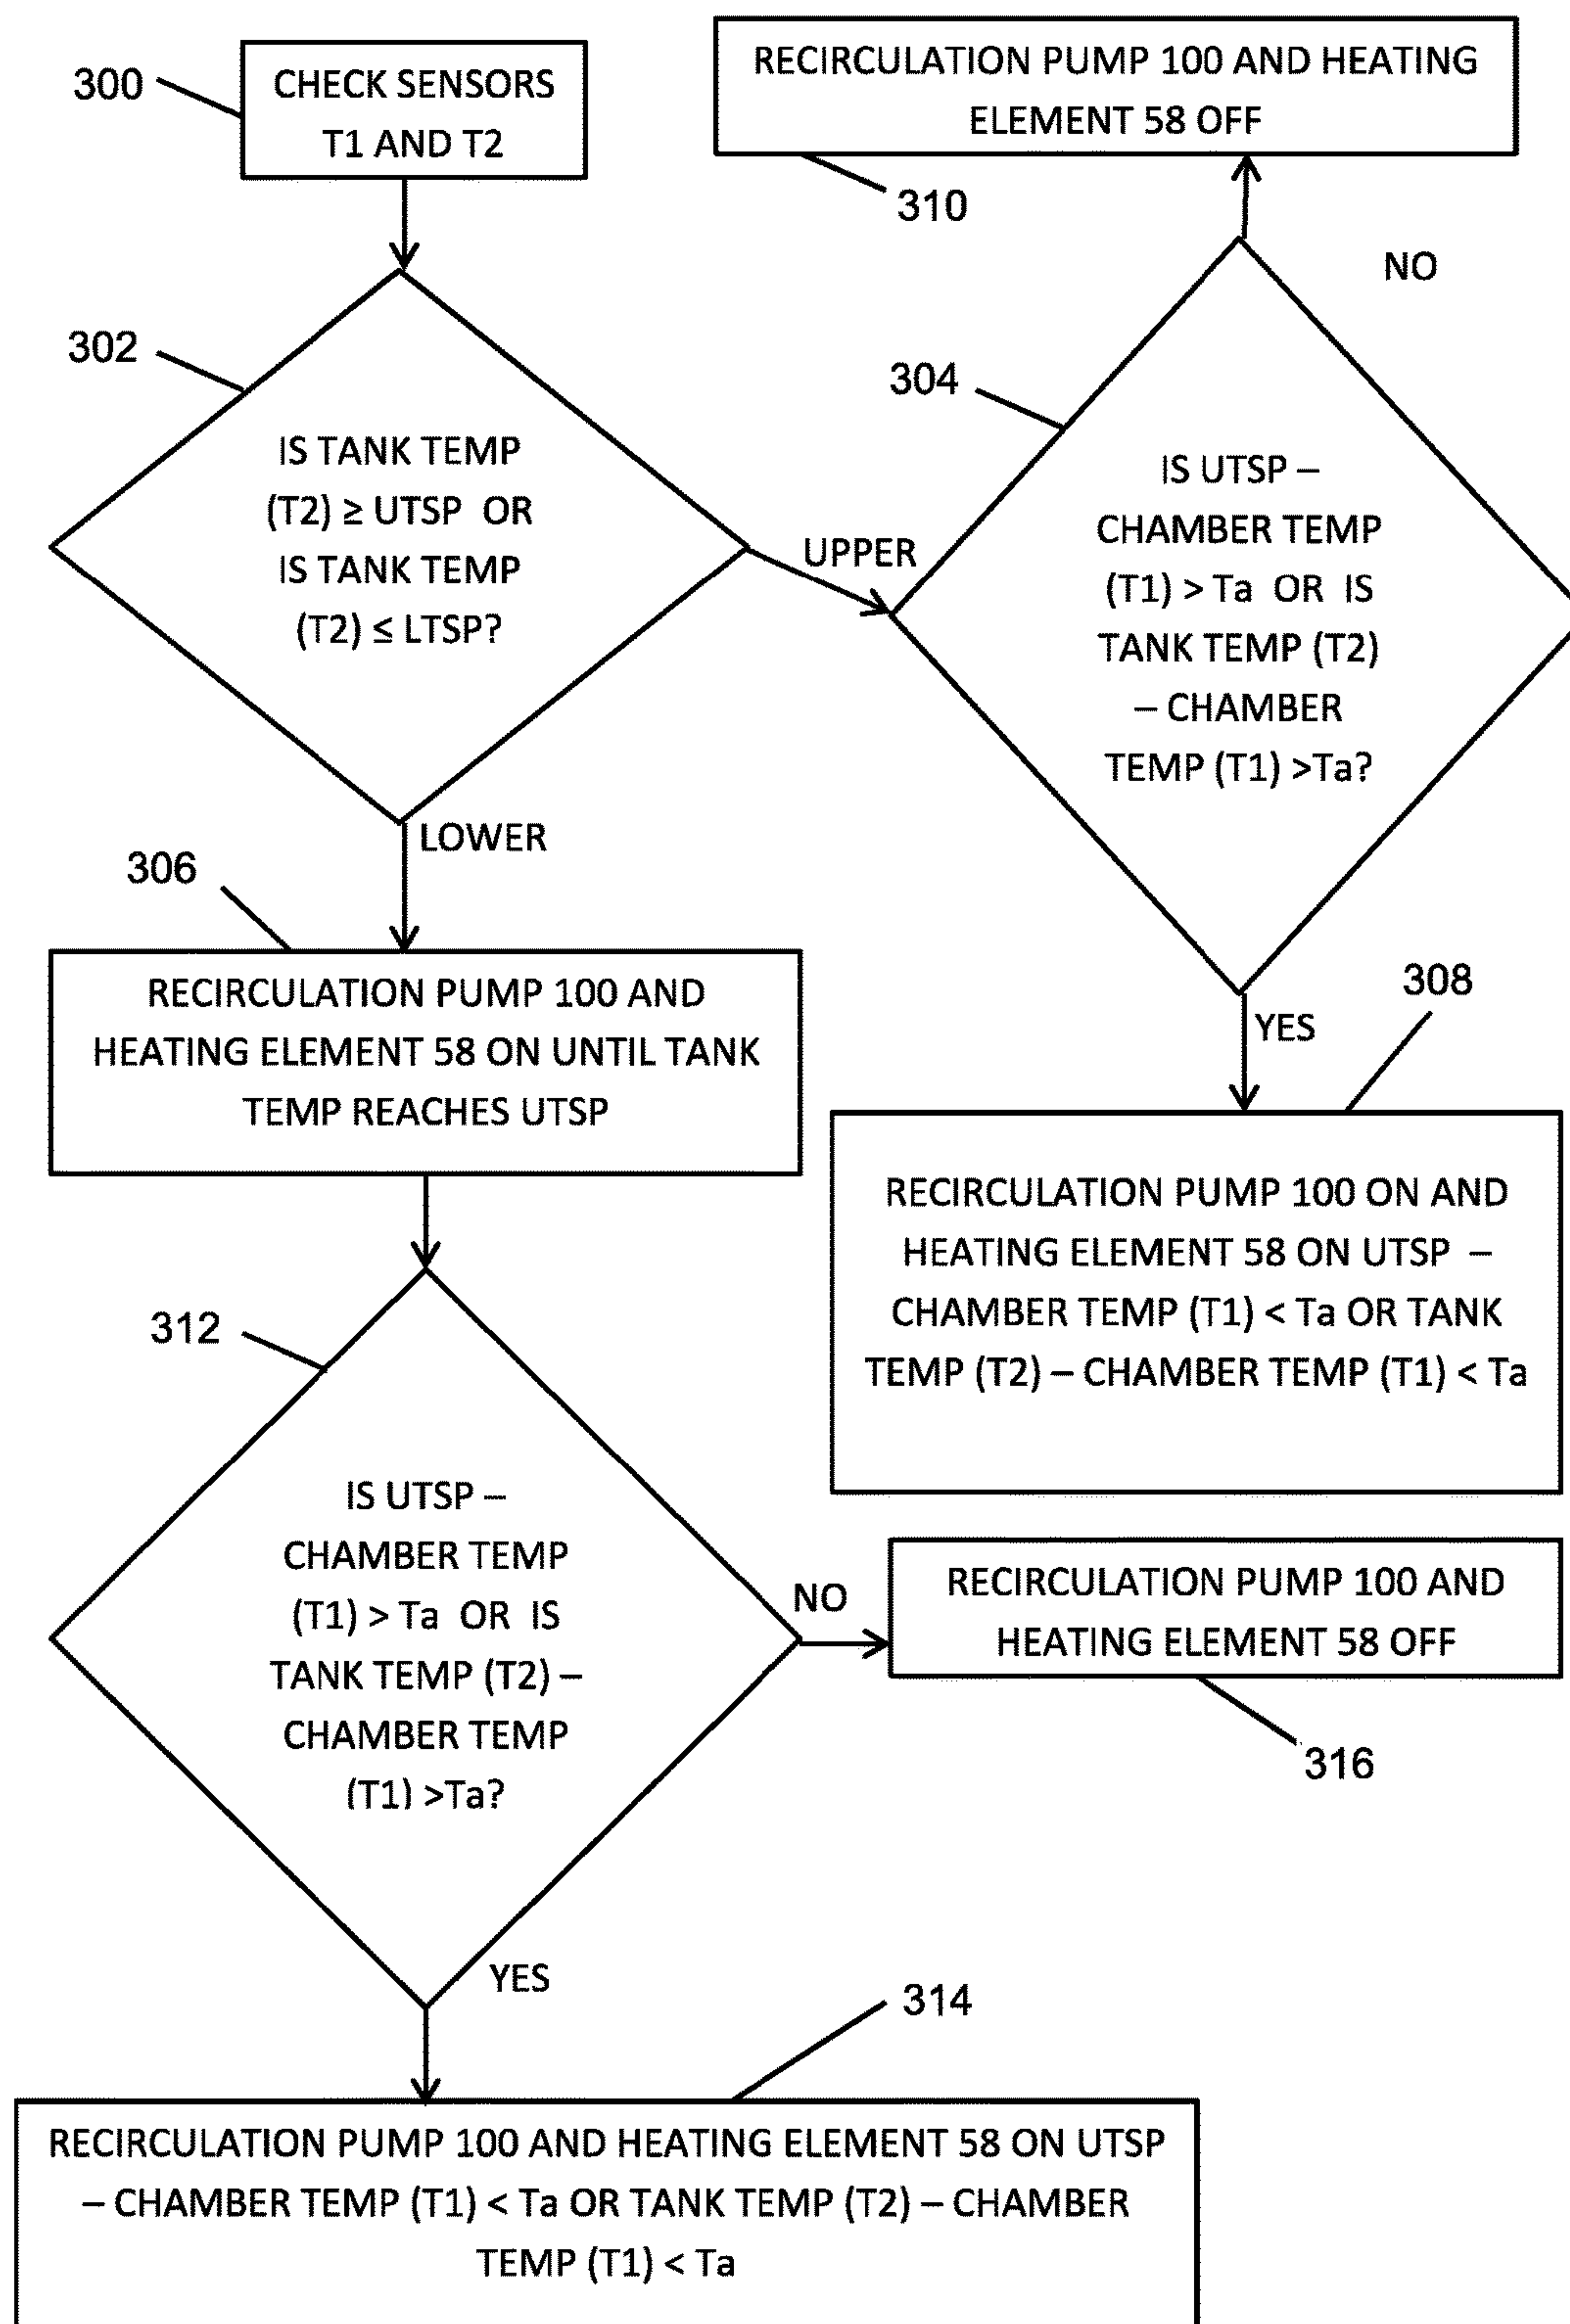 300
CHECK SENSORS
T1 AND T2
RECIRCULATION PUMP 100 AND HEATING
ELEMENT 58 OFF
310
NO
302
IS TANK TEMP
(T2) ≥ UTSP OR
IS TANK TEMP
(T2) ≤ LTSP?
UPPER
304
IS UTSP –
CHAMBER TEMP
(T1) > Ta OR IS
TANK TEMP (T2)
– CHAMBER
TEMP (T1) >Ta?
LOWER
306
RECIRCULATION PUMP 100 AND
HEATING ELEMENT 58 ON UNTIL TANK
TEMP REACHES UTSP
YES
308
RECIRCULATION PUMP 100 ON AND
HEATING ELEMENT 58 ON UTSP –
CHAMBER TEMP (T1) < Ta OR TANK
TEMP (T2) – CHAMBER TEMP (T1) < Ta
312
IS UTSP –
CHAMBER TEMP
(T1) > Ta OR IS
TANK TEMP (T2) –
CHAMBER TEMP
(T1) >Ta?
NO
RECIRCULATION PUMP 100 AND
HEATING ELEMENT 58 OFF
316
YES
314
RECIRCULATION PUMP 100 AND HEATING ELEMENT 58 ON UTSP
– CHAMBER TEMP (T1) < Ta OR TANK TEMP (T2) – CHAMBER
TEMP (T1) < Ta